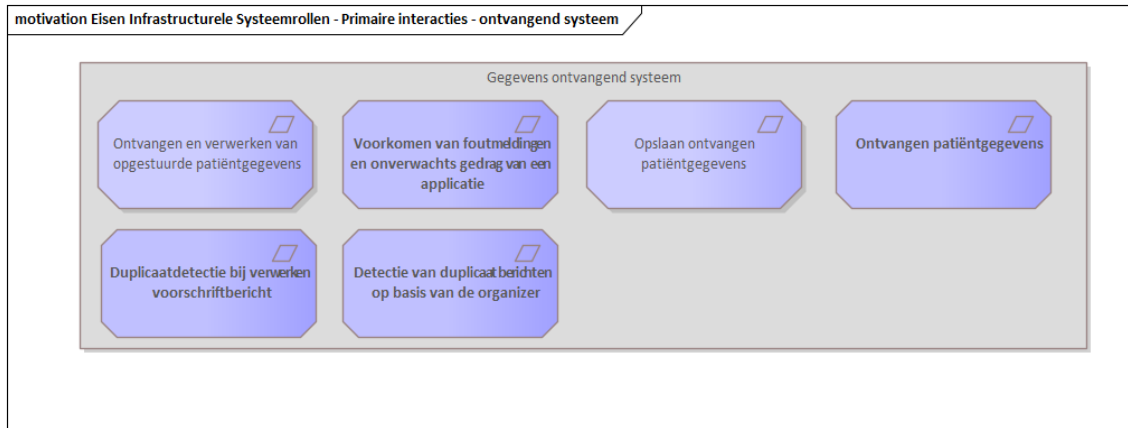 motivation Eisen Infrastructurele Systeemrollen - Primaire interacties - ontvangend systeem
Gegevens ontvangend systeem
Ontvangen en verwerken van
opgestuurde patiëntgegevens
Voorkomen van foutmeldingen
en onverwachts gedrag van een
applicatie
Opslaan ontvangen
patiëntgegevens
Ontvangen patiëntgegevens
Duplicaatdetectie bij verwerken
voorschriftbericht
Detectie van duplicaatberichten
op basis van de organizer